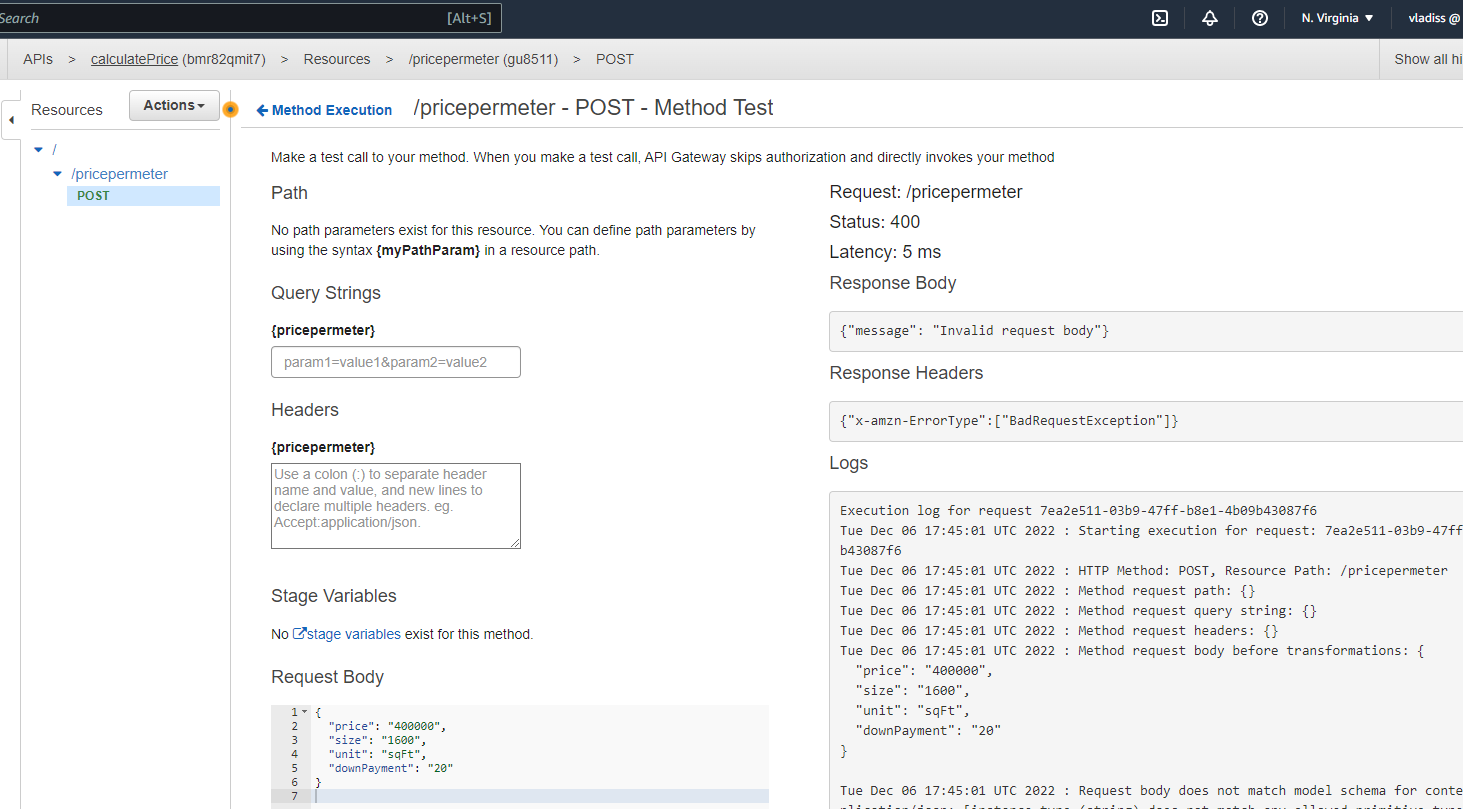 Search [Alt+S] N. Virginia ▼ vladiss @
APIs > calculatePrice (bmr82qmit7) > Resources > /pricepermeter (gu8511) > POST Show all hi
Resources Actions
Method Execution /pricepermeter - POST - Method Test
/
/pricepermeter
POST
Make a test call to your method. When you make a test call, API Gateway skips authorization and directly invokes your method
Path
No path parameters exist for this resource. You can define path parameters by
using the syntax {myPathParam} in a resource path.
Query Strings
{pricepermeter}
param1=value1&param2=value2
Headers
{pricepermeter}
Use a colon (:) to separate header
name and value, and new lines to
declare multiple headers. eg.
Accept:application/json.
Stage Variables
No stage variables exist for this method.
Request Body
1 {
2 "price": "400000",
3 "size": "1600",
4 "unit": "sqFt",
5 "downPayment": "20"
6 }
7
Request: /pricepermeter
Status: 400
Latency: 5 ms
Response Body
{"message": "Invalid request body"}
Response Headers
{"x-amzn-ErrorType":["BadRequestException"]}
Logs
Execution log for request 7ea2e511-03b9-47ff-b8e1-4b09b43087f6
Tue Dec 06 17:45:01 UTC 2022 : Starting execution for request: 7ea2e511-03b9-47ff
b43087f6
Tue Dec 06 17:45:01 UTC 2022 : HTTP Method: POST, Resource Path: /pricepermeter
Tue Dec 06 17:45:01 UTC 2022 : Method request path: {}
Tue Dec 06 17:45:01 UTC 2022 : Method request query string: {}
Tue Dec 06 17:45:01 UTC 2022 : Method request headers: {}
Tue Dec 06 17:45:01 UTC 2022 : Method request body before transformations: {
"price": "400000",
"size": "1600",
"unit": "sqFt",
"downPayment": "20"
}
Tue Dec 06 17:45:01 UTC 2022 : Request body does not match model schema for conte
plication/json: [instance type (string) does not match any allowed primitive type